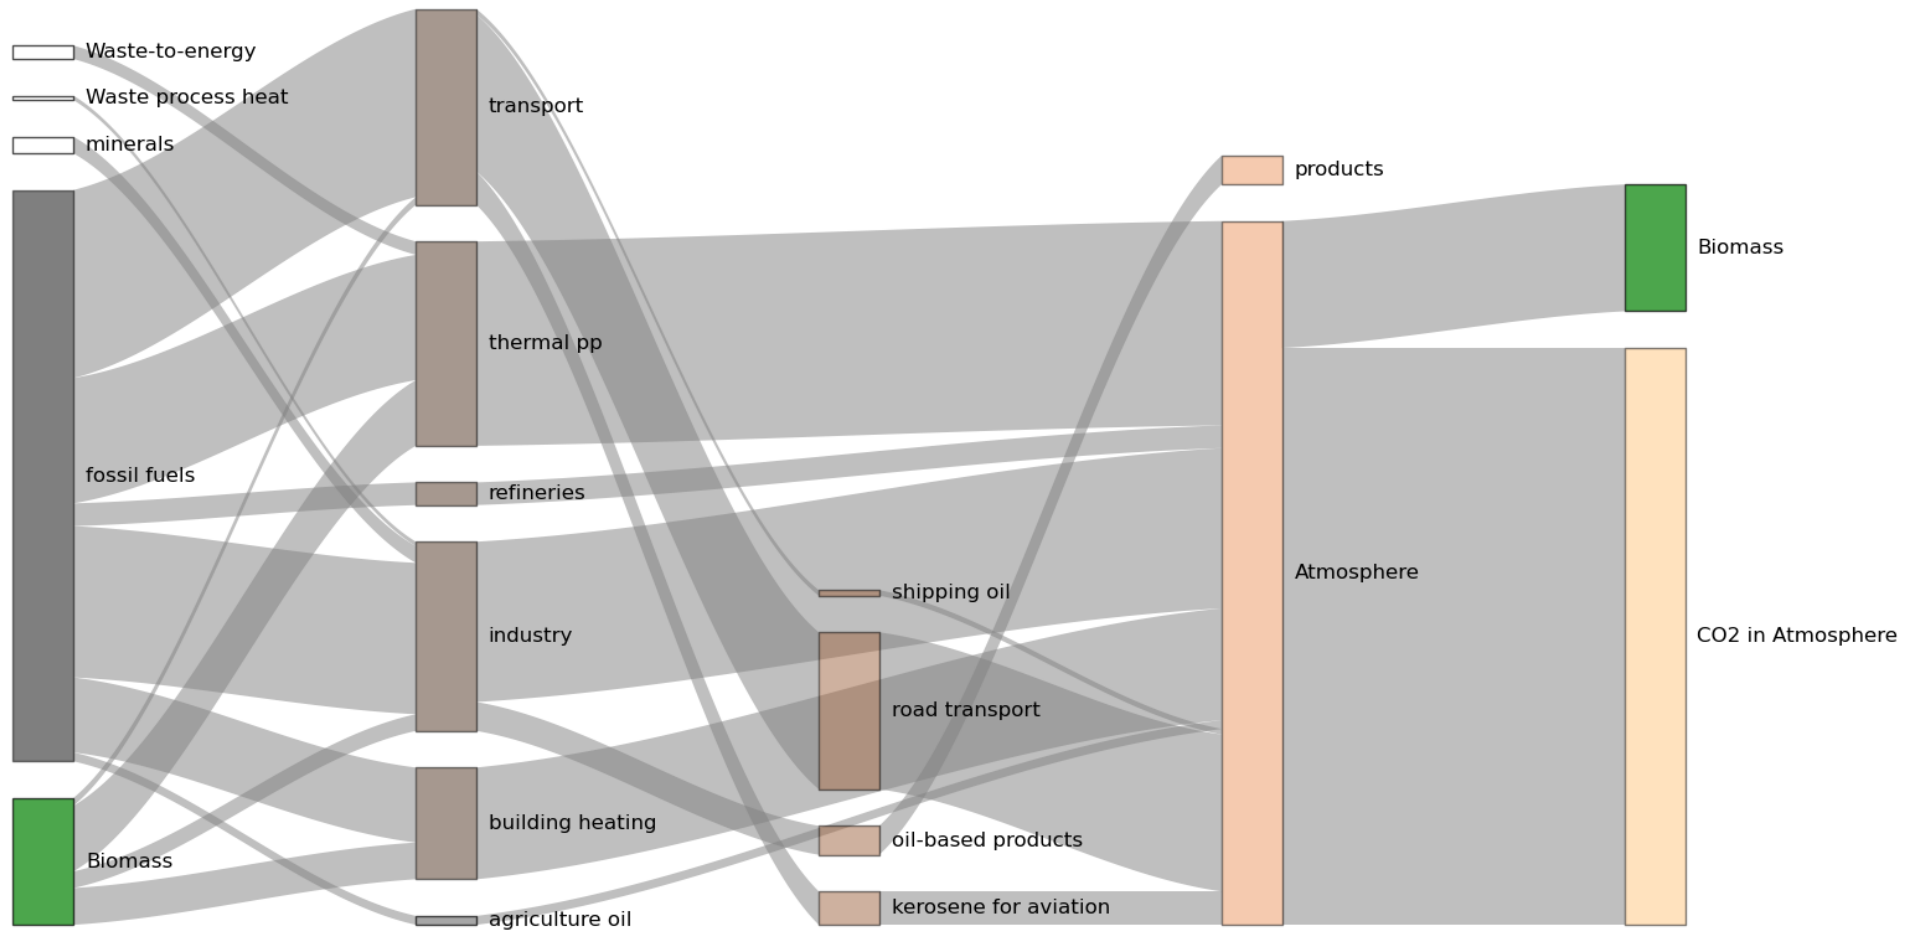 Waste-to-energy
Waste process heat
minerals
fossil fuels
Biomass
transport
thermal pp
refineries
industry
building heating
agriculture oil
shipping oil
road transport
oil-based products
kerosene for aviation
products
Atmosphere
Biomass
CO2 in Atmosphere